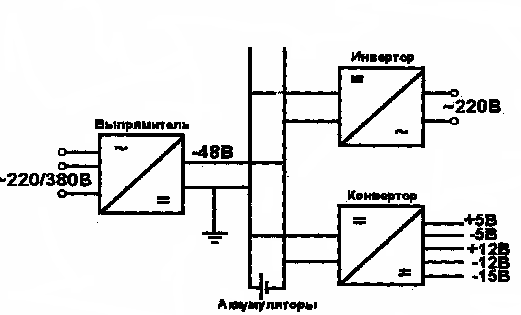 Инвертор
~220В
Выпрямитель
-48В
~220/380В
Конвертор
+5В
-5В
+12В
-12В
-15В
Аккумуляторы